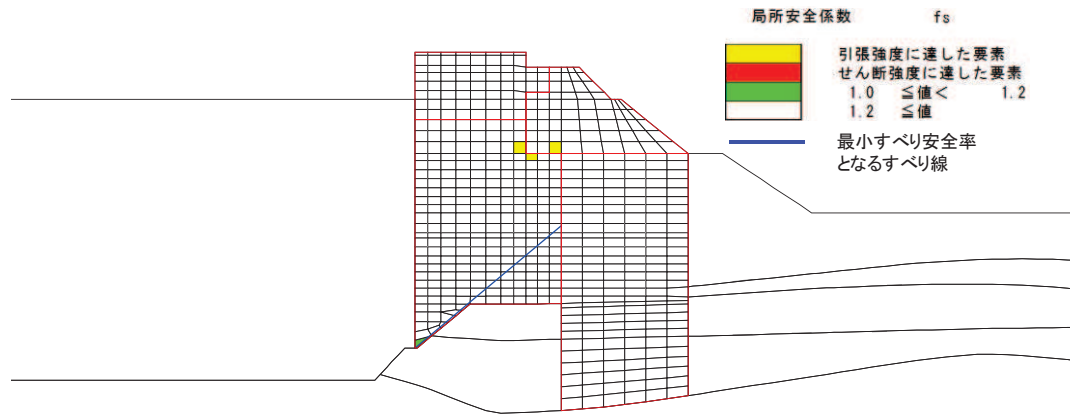 局所安全係数 fs
引張強度に達した要素
せん断強度に達した要素
1.0 ≦値< 1.2
1.2 ≦値
最小すべり安全率
となるすべり線